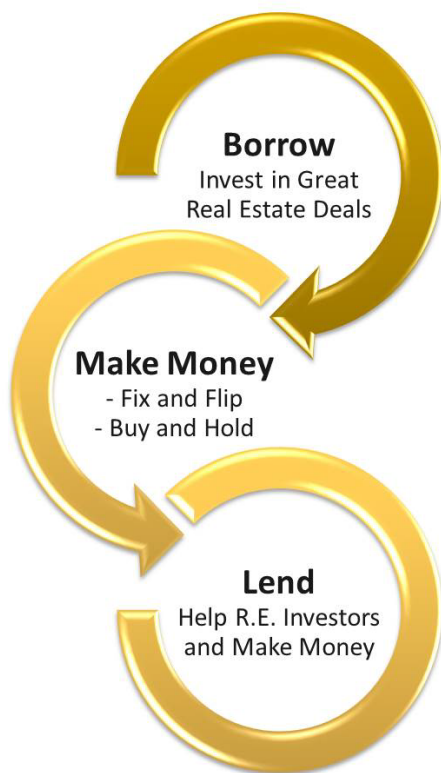 Borrow
Invest in Great
Real Estate Deals
Make Money
- Fix and Flip
- Buy and Hold
Lend
Help R.E. Investors
and Make Money